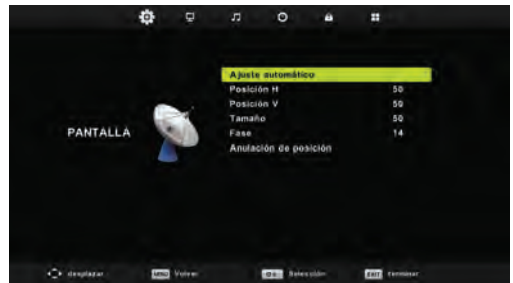 Ajuste automático
Posición H 50
Posición V 50
Tamaño 50
Fase 14
Anulación de posición
PANTALLA
desplazar MENU Volver OK Selección EXIT terminar